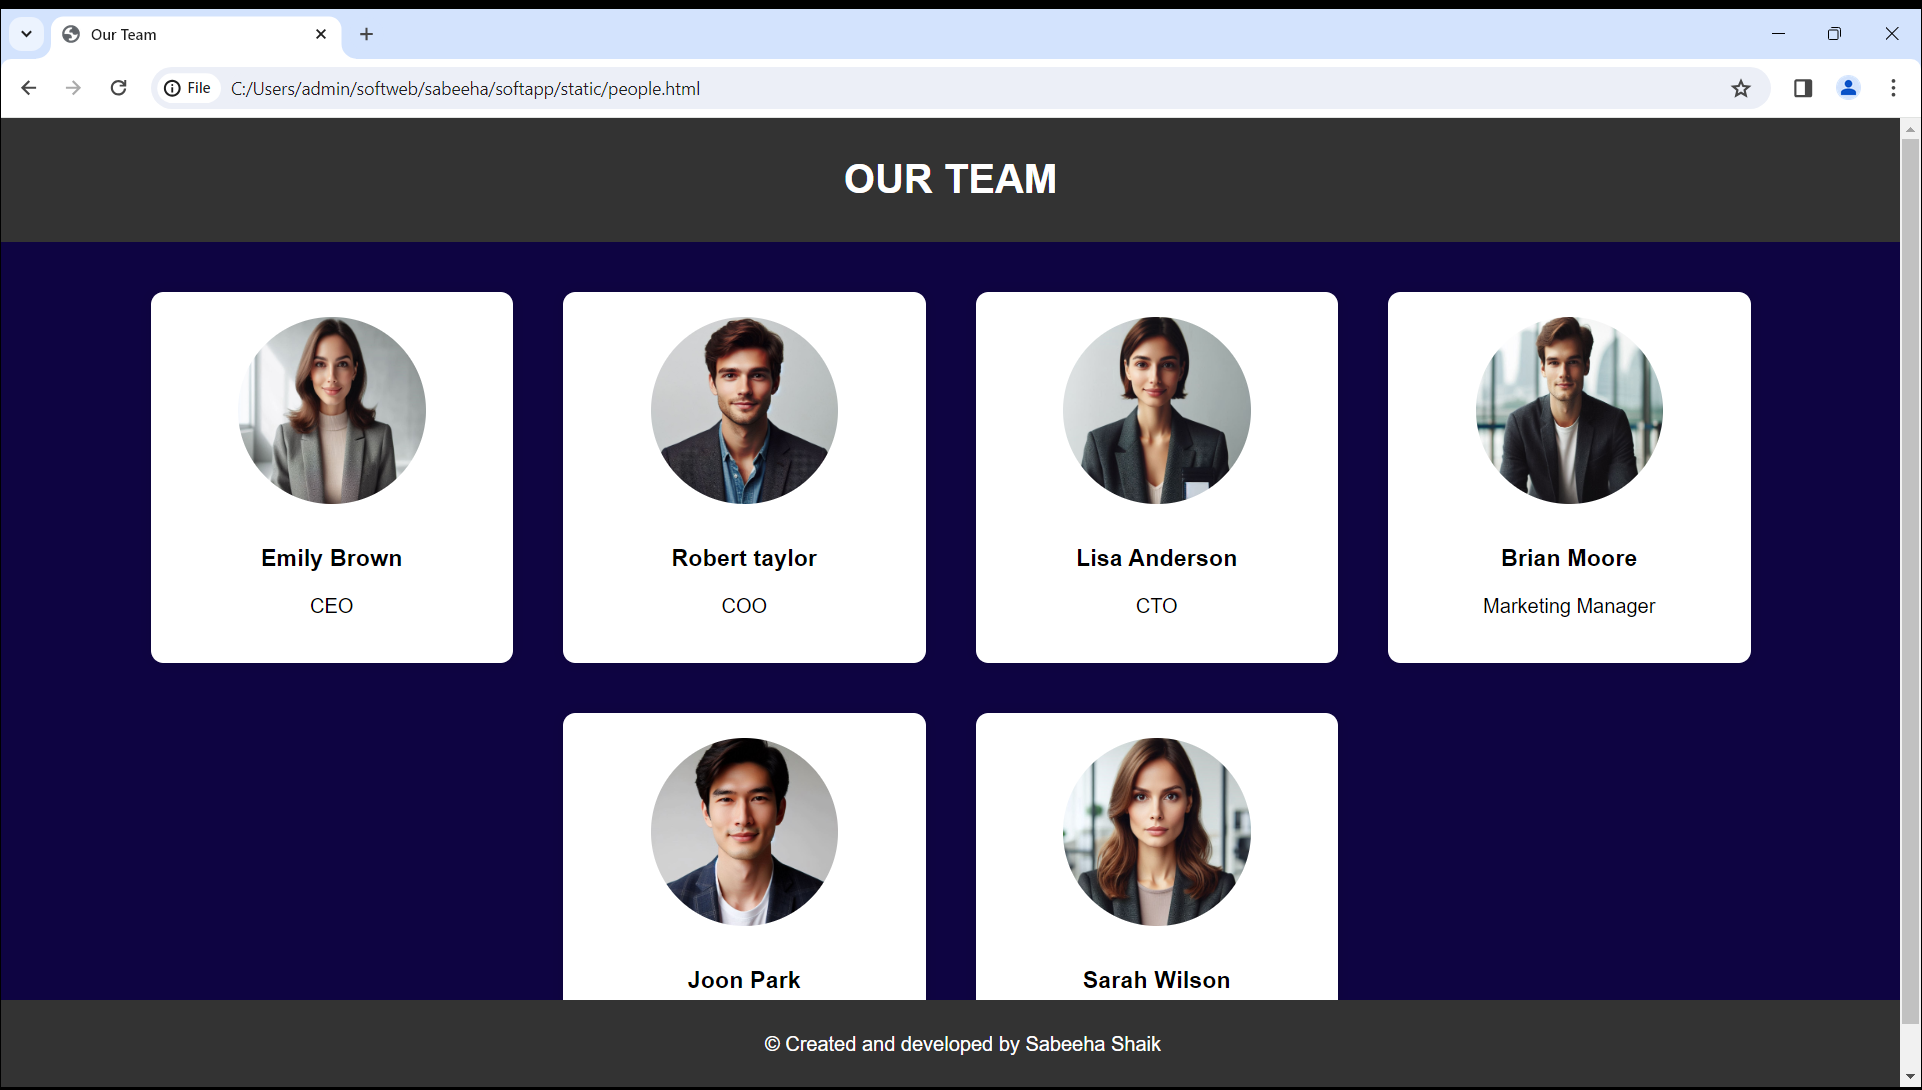 Our Team
File C:/Users/admin/softweb/sabeeha/softapp/static/people.html
OUR TEAM
Emily Brown
CEO
Robert taylor
COO
Lisa Anderson
CTO
Brian Moore
Marketing Manager
Joon Park
Sarah Wilson
© Created and developed by Sabeeha Shaik